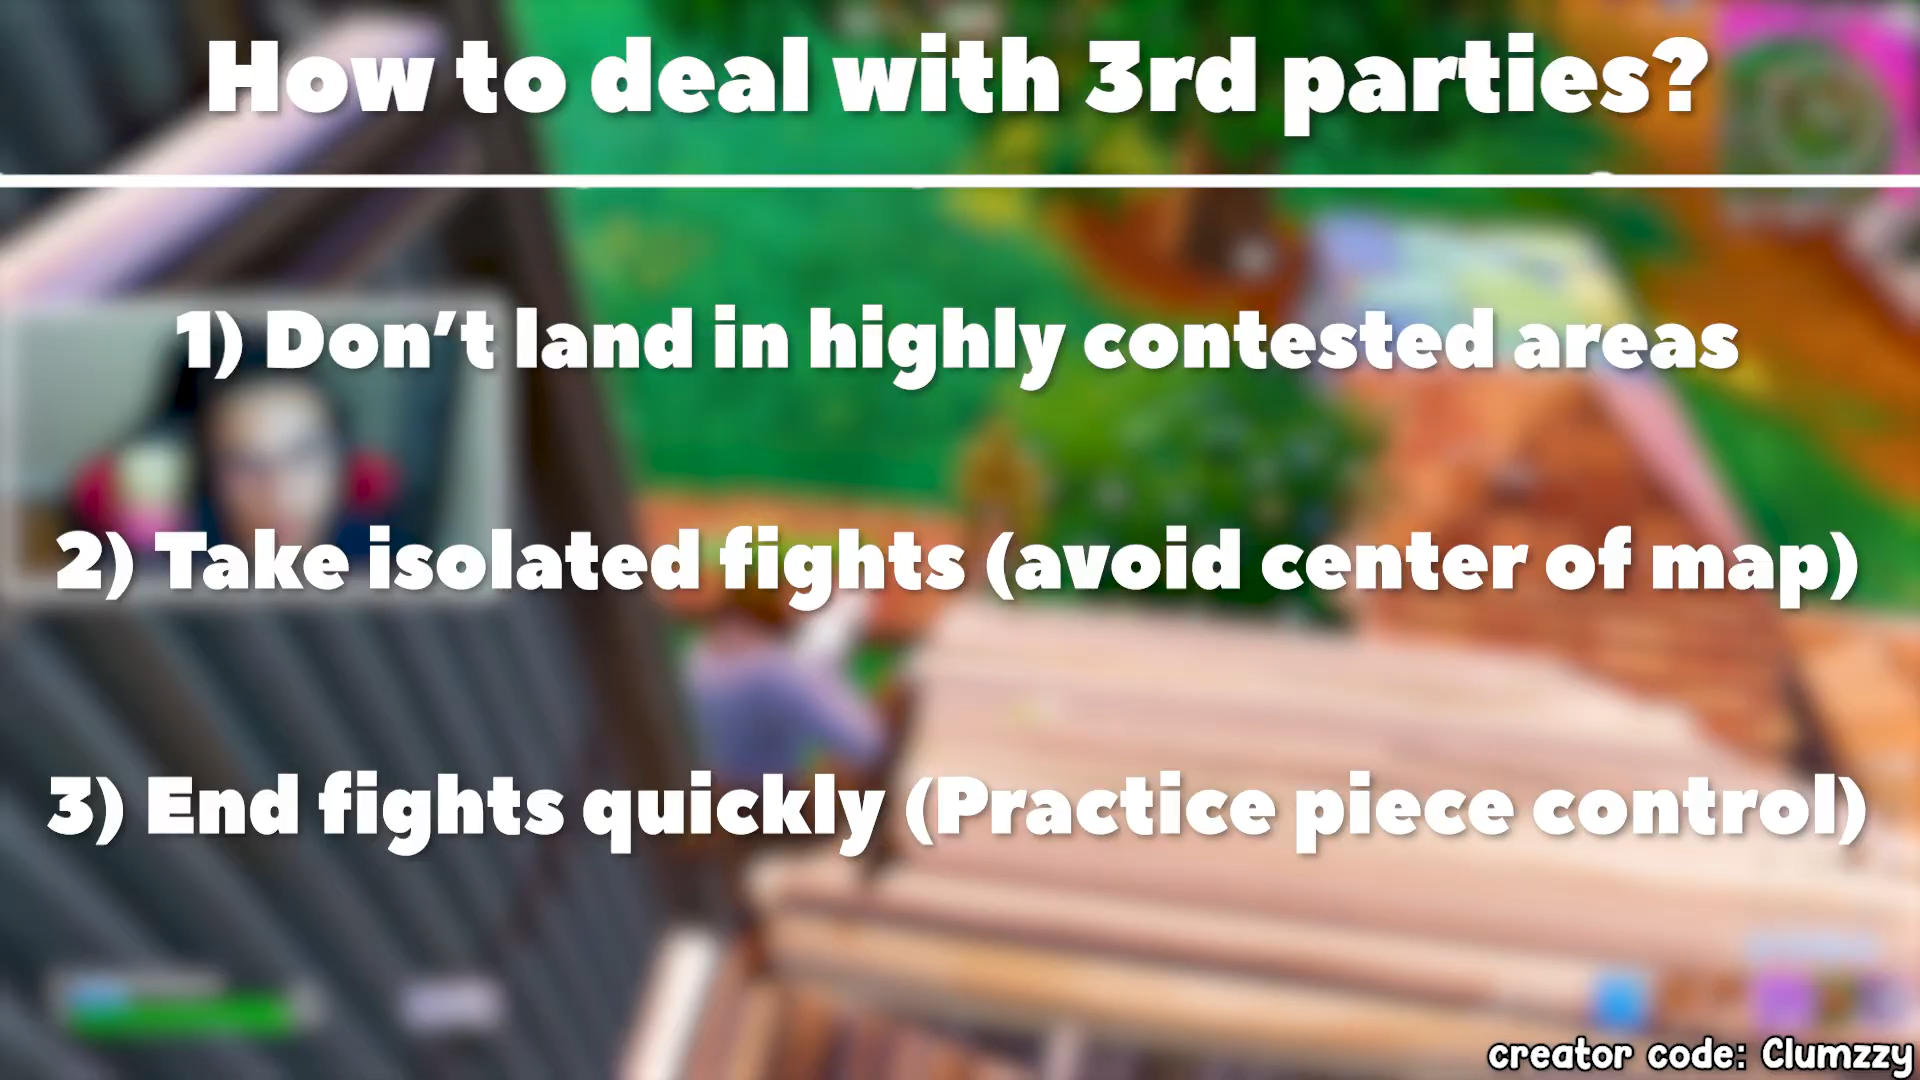 How to deal with 3rd parties?
1) Don't land in highly contested areas
2) Take isolated fights (avoid center of map)
3) End fights quickly (Practice piece control)
creator code: Clumzzy